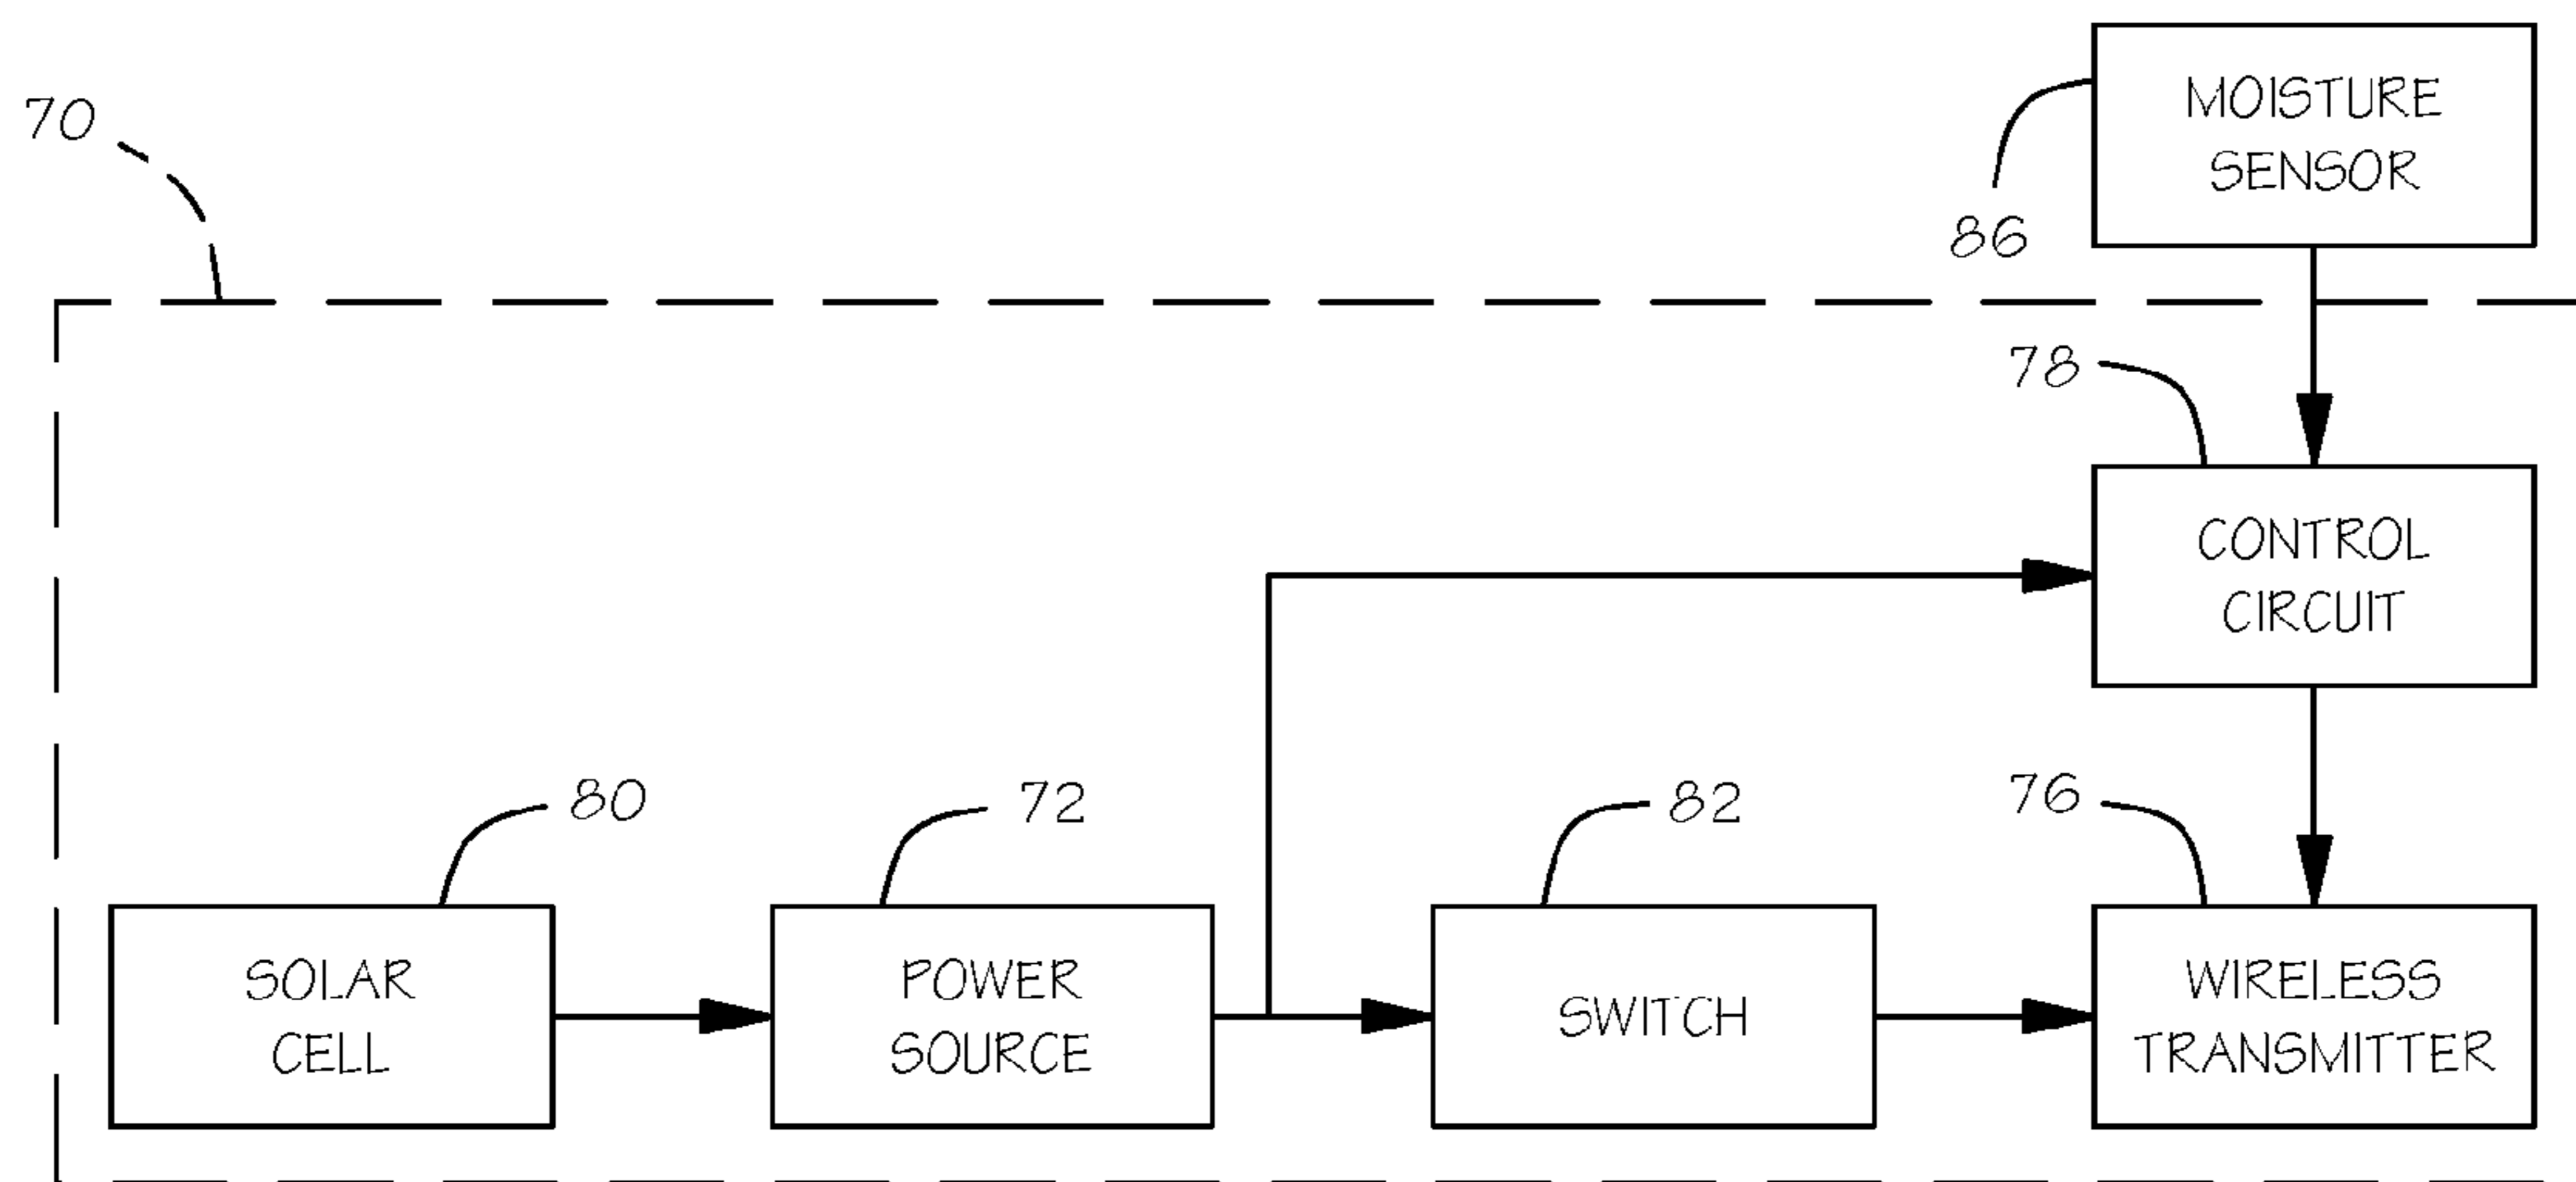 70
MOISTURE
SENSOR
86
78
CONTROL
CIRCUIT
80
72
82
76
SOLAR
CELL
POWER
SOURCE
SWITCH
WIRELESS
TRANSMITTER